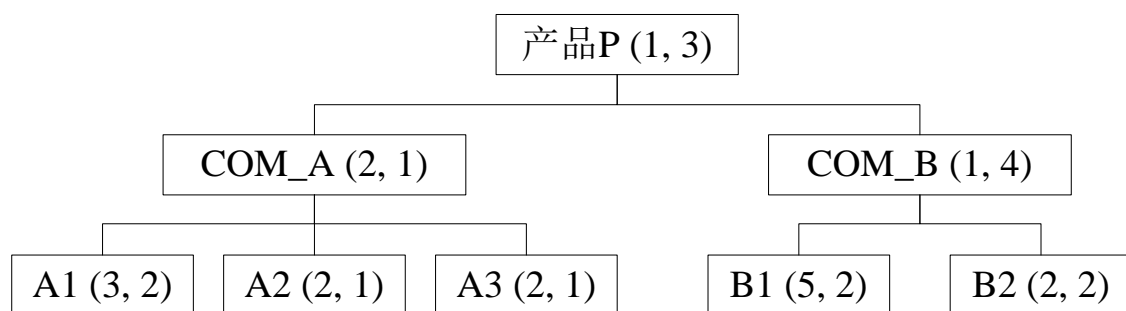 产品P (1, 3)
COM_A (2, 1)
COM_B (1, 4)
A1 (3, 2)
A2 (2, 1)
A3 (2, 1)
B1 (5, 2)
B2 (2, 2)